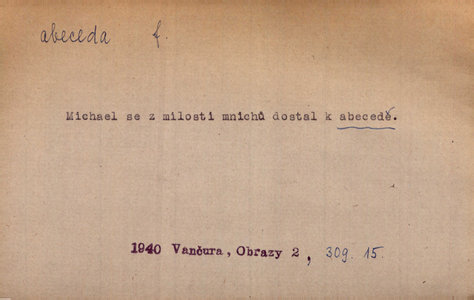 abeceda f.
Michael se z milosti mnichů dostal k abecedě.
1940 Vančura, Obrazy 2, 309. 15.